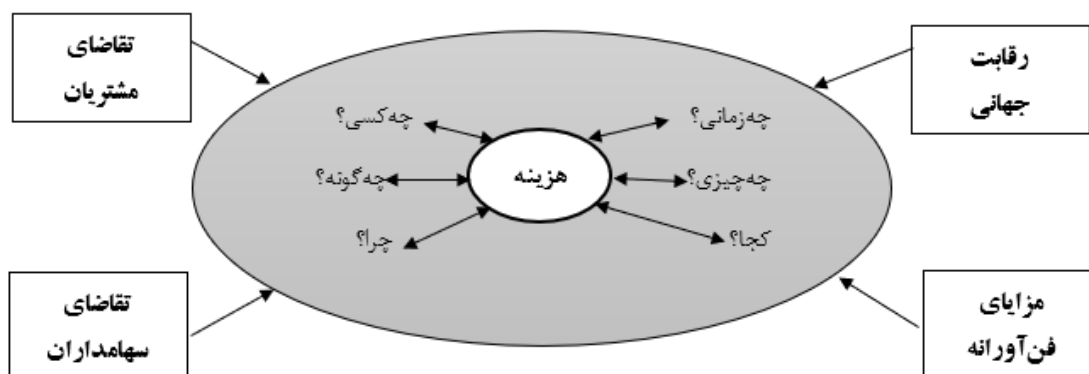 رقابت
جهانی
تقاضای
مشتریان
چه‌زمانی؟
چه‌کسی؟
هزینه
چه‌چیزی؟
چه‌گونه؟
کجا؟
چرا؟
مزایای
فن‌آورانه
تقاضای
سهامداران